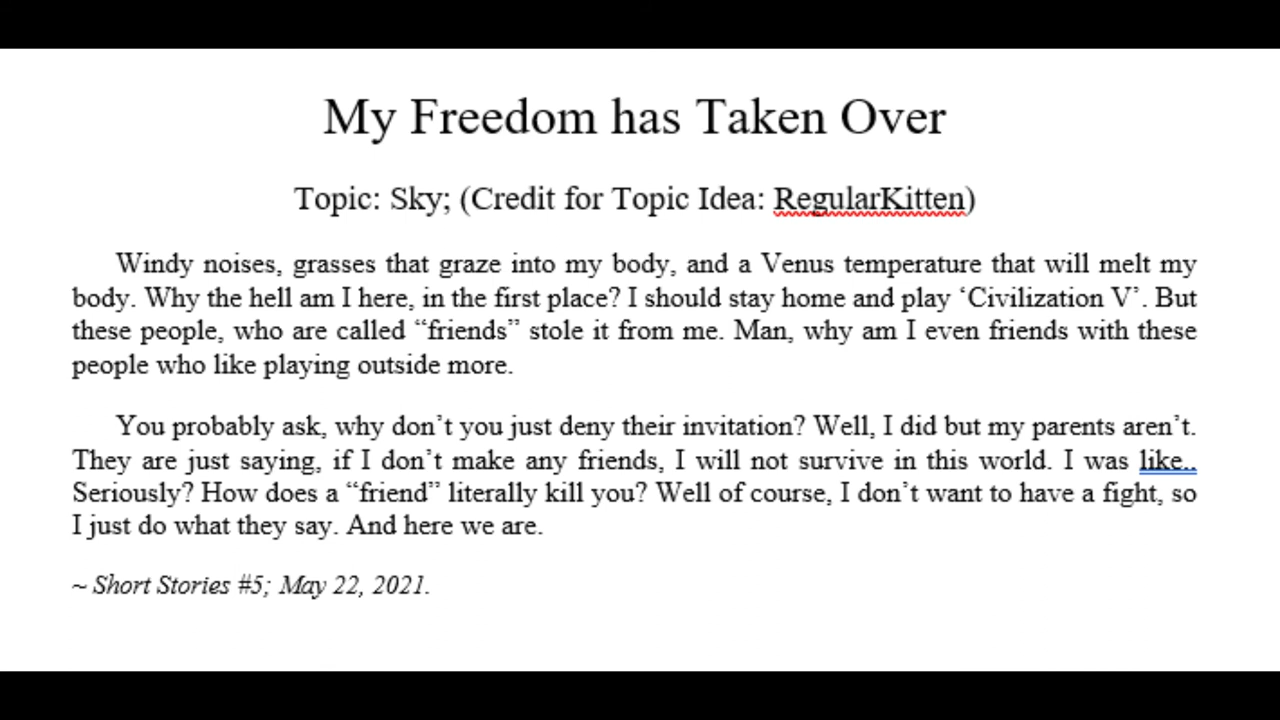 My Freedom has Taken Over
Topic: Sky; (Credit for Topic Idea: RegularKitten)
Windy noises, grasses that graze into my body, and a Venus temperature that will melt my
body. Why the hell am I here, in the first place? I should stay home and play ‘Civilization V’. But
these people, who are called “friends” stole it from me. Man, why am I even friends with these
people who like playing outside more.
You probably ask, why don’t you just deny their invitation? Well, I did but my parents aren’t.
They are just saying, if I don’t make any friends, I will not survive in this world. I was like..
Seriously? How does a “friend” literally kill you? Well of course, I don’t want to have a fight, so
I just do what they say. And here we are.
~ Short Stories #5; May 22, 2021.